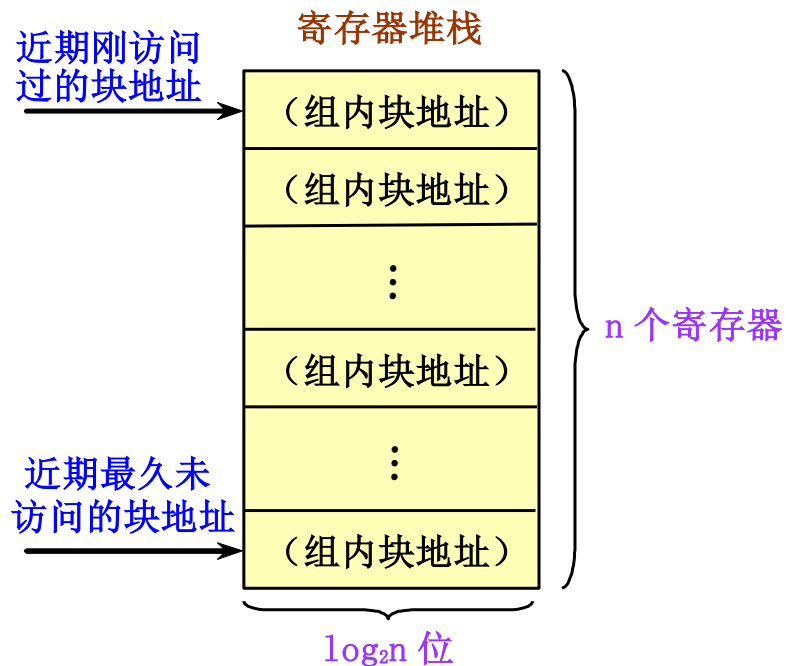 寄存器堆栈
近期刚访问
过的块地址
（组内块地址）
（组内块地址）
⋮
n 个寄存器
（组内块地址）
⋮
近期最久未
访问的块地址
（组内块地址）
log₂n 位